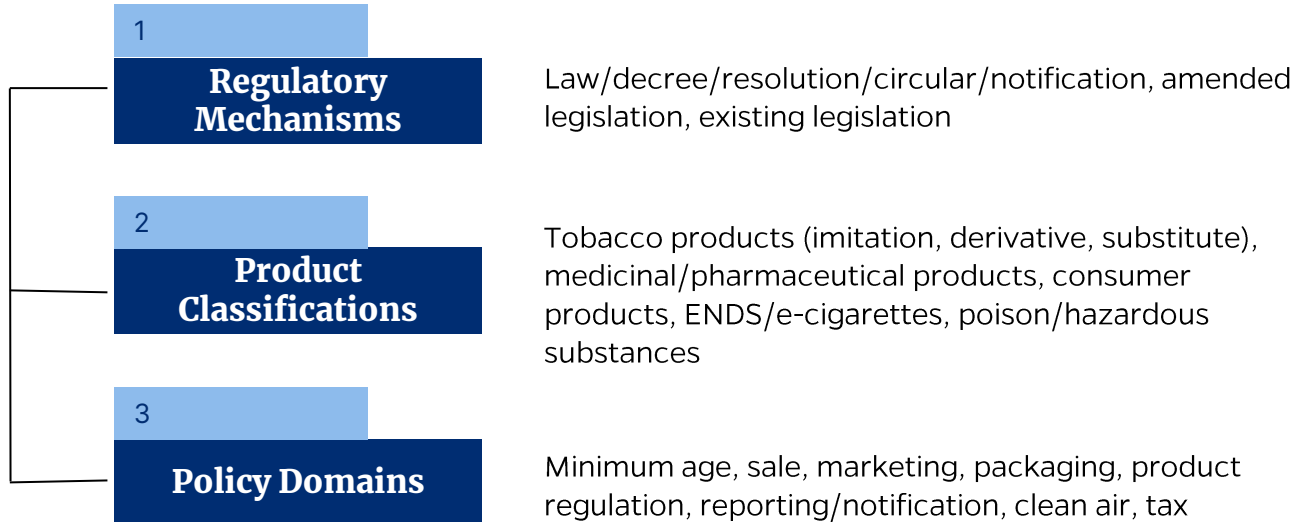 1
Regulatory
Mechanisms
Law/decree/resolution/circular/notification, amended
legislation, existing legislation
2
Product
Classifications
Tobacco products (imitation, derivative, substitute),
medicinal/pharmaceutical products, consumer
products, ENDS/e-cigarettes, poison/hazardous
substances
3
Policy Domains
Minimum age, sale, marketing, packaging, product
regulation, reporting/notification, clean air, tax